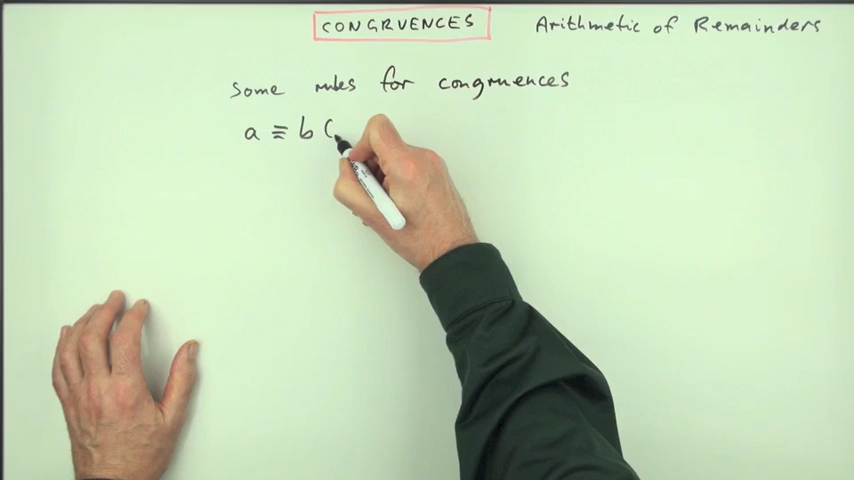 CONGRUENCES Arithmetic of Remainders
Some rules for congruences
a ≡ b (